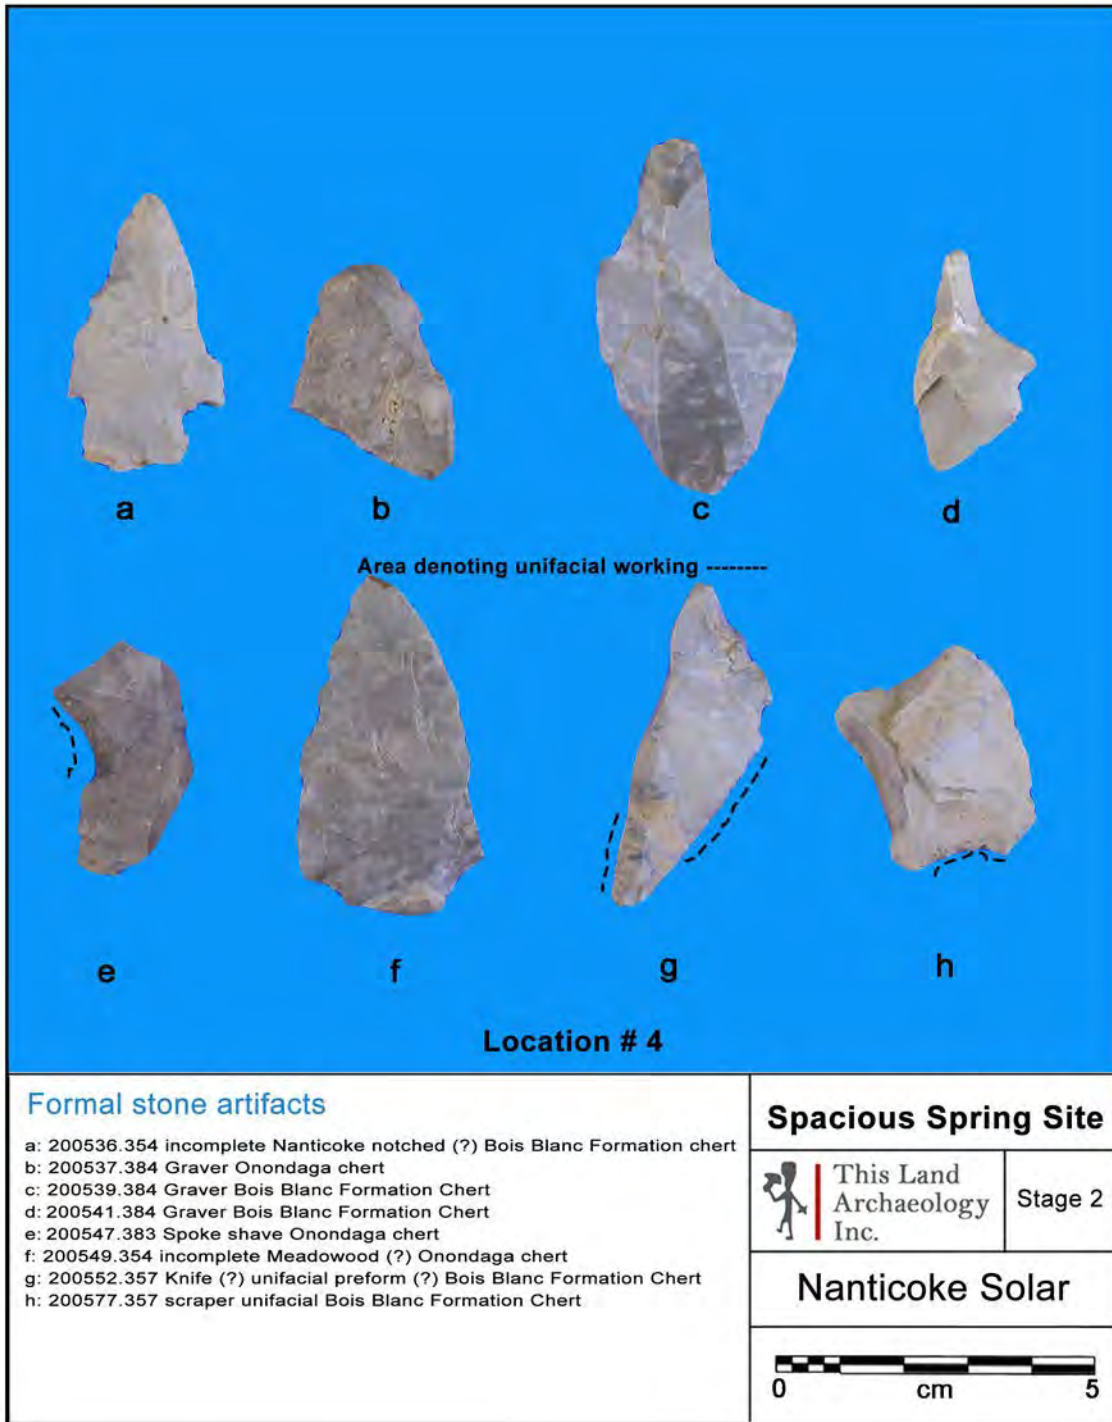 a
b
c
d
Area denoting unifacial working --------
e
f
g
h
Location # 4
Formal stone artifacts
a: 200536.354 incomplete Nanticoke notched (?) Bois Blanc Formation chert
b: 200537.384 Graver Onondaga chert
c: 200539.384 Graver Bois Blanc Formation Chert
d: 200541.384 Graver Bois Blanc Formation Chert
e: 200547.383 Spoke shave Onondaga chert
f: 200549.354 incomplete Meadowood (?) Onondaga chert
g: 200552.357 Knife (?) unifacial preform (?) Bois Blanc Formation Chert
h: 200577.357 scraper unifacial Bois Blanc Formation Chert
Spacious Spring Site
This Land
Archaeology
Inc.
Stage 2
Nanticoke Solar
0 cm 5